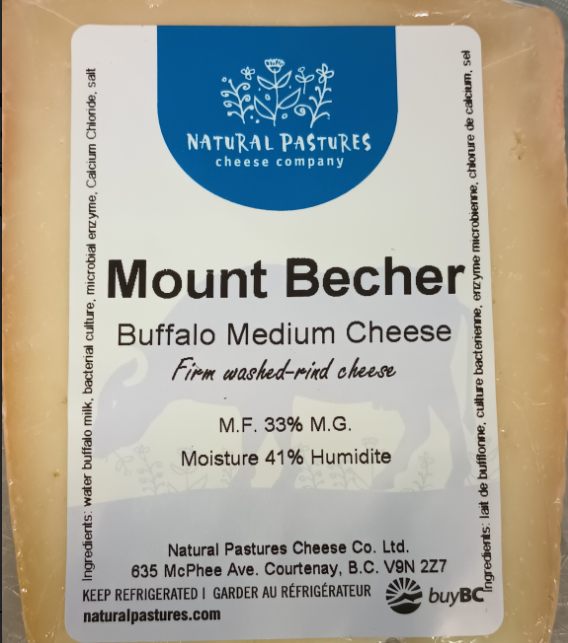 NATURAL PASTURES
cheese company
Mount Becher
Buffalo Medium Cheese
Firm washed-rind cheese
M.F. 33% M.G.
Moisture 41% Humidite
Natural Pastures Cheese Co. Ltd.
635 McPhee Ave. Courtenay, B.C. V9N 2Z7
KEEP REFRIGERATED I GARDER AU RÉFRIGÉRATEUR
naturalpastures.com
buyBC
Ingredients: water buffalo milk, bacterial culture, microbial enzyme, Calcium Chloride, salt
Ingredients: lait de bufflonne, culture bacterienne, enzyme microbienne, chlorure de calcium, sel